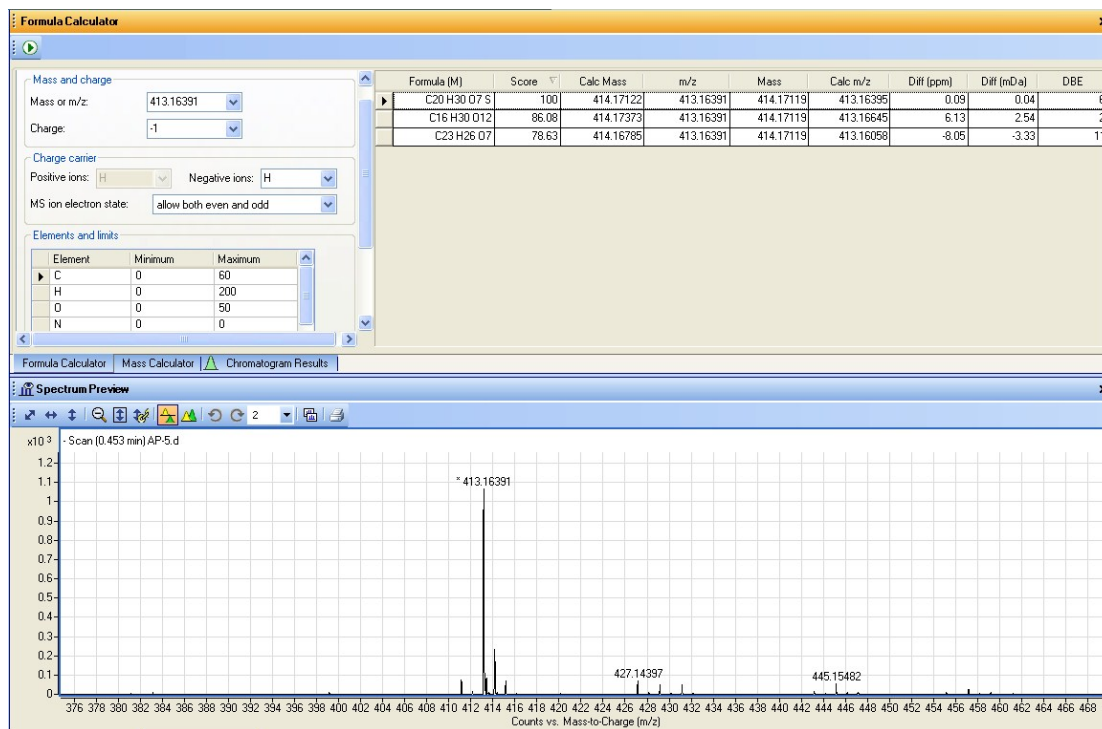 Formula Calculator
Mass and charge
Mass or m/z: 413.16391
Charge: -1
Charge carrier
Positive ions: H Negative ions: H
MS ion electron state: allow both even and odd
Elements and limits
Element Minimum Maximum
C 0 60
H 0 200
O 0 50
N 0 0
Formula (M) Score Calc Mass m/z Mass Calc m/z Diff (ppm) Diff (mDa) DBE
C20 H30 O7 S 100 414.17122 413.16391 414.17119 413.16395 0.09 0.04 6
C16 H30 O12 86.08 414.17373 413.16391 414.17119 413.16645 6.13 2.54 2
C23 H26 O7 78.63 414.16785 413.16391 414.17119 413.16058 -8.05 -3.33 11
Formula Calculator Mass Calculator Chromatogram Results
Spectrum Preview
2
x10 3 - Scan (0.453 min) AP-5.d
1.2
1.1
1
0.9
0.8
0.7
0.6
0.5
0.4
0.3
0.2
0.1
0
* 413.16391
427.14397
445.15482
376 378 380 382 384 386 388 390 392 394 396 398 400 402 404 406 408 410 412 414 416 418 420 422 424 426 428 430 432 434 436 438 440 442 444 446 448 450 452 454 456 458 460 462 464 466 468
Counts vs. Mass-to-Charge (m/z)